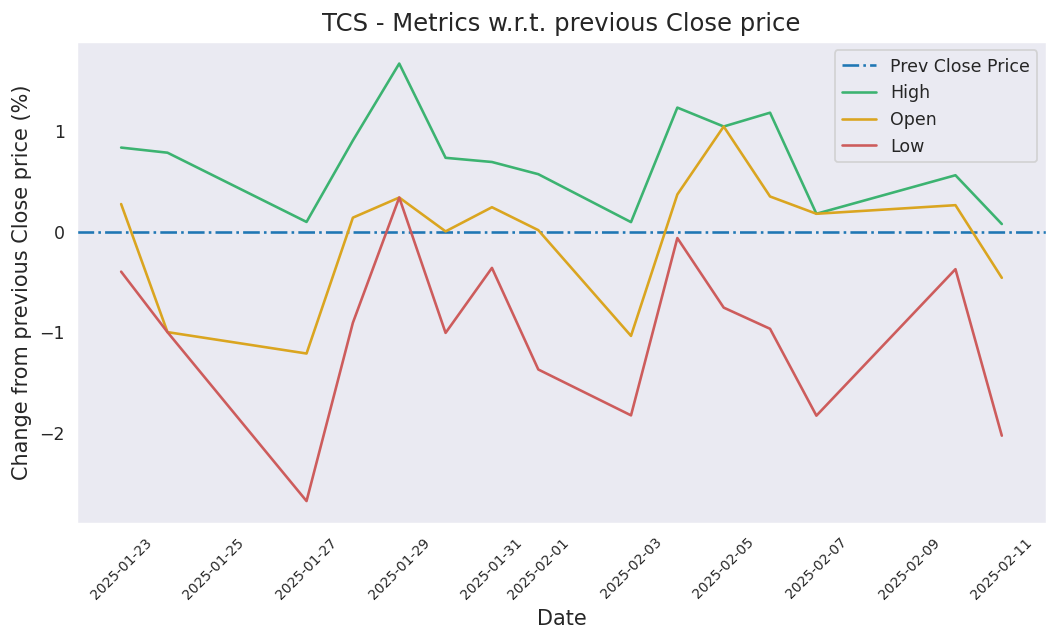 TCS - Metrics w.r.t. previous Close price
Change from previous Close price (%)
1
0
−1
−2
Prev Close Price
High
Open
Low
2025-01-23
2025-01-25
2025-01-27
2025-01-29
2025-01-31
2025-02-01
2025-02-03
2025-02-05
2025-02-07
2025-02-09
2025-02-11
Date